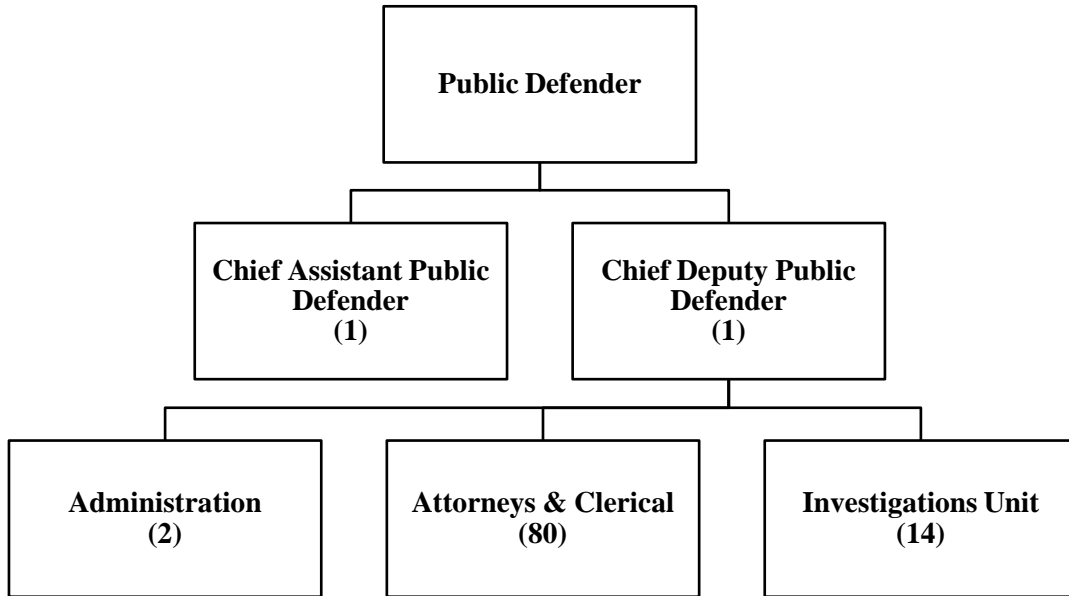 Public Defender
Chief Assistant Public
Defender
(1)
Chief Deputy Public
Defender
(1)
Administration
(2)
Attorneys & Clerical
(80)
Investigations Unit
(14)